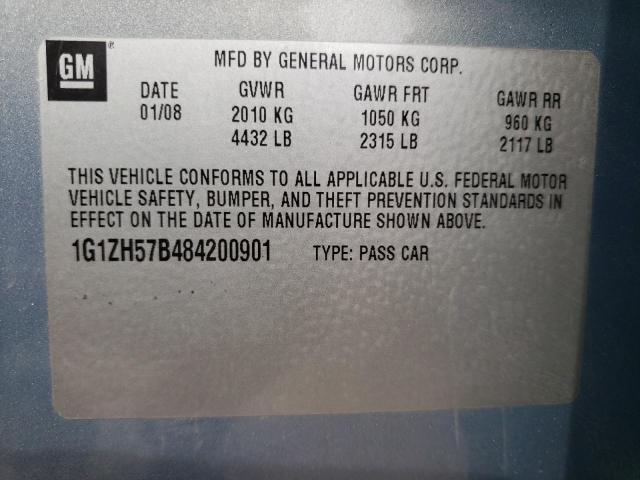 GM®
MFD BY GENERAL MOTORS CORP.
DATE GVWR GAWR FRT GAWR RR
01/08 2010 KG 1050 KG 960 KG
4432 LB 2315 LB 2117 LB
THIS VEHICLE CONFORMS TO ALL APPLICABLE U.S. FEDERAL MOTOR
VEHICLE SAFETY, BUMPER, AND THEFT PREVENTION STANDARDS IN
EFFECT ON THE DATE OF MANUFACTURE SHOWN ABOVE.
1G1ZH57B484200901 TYPE: PASS CAR